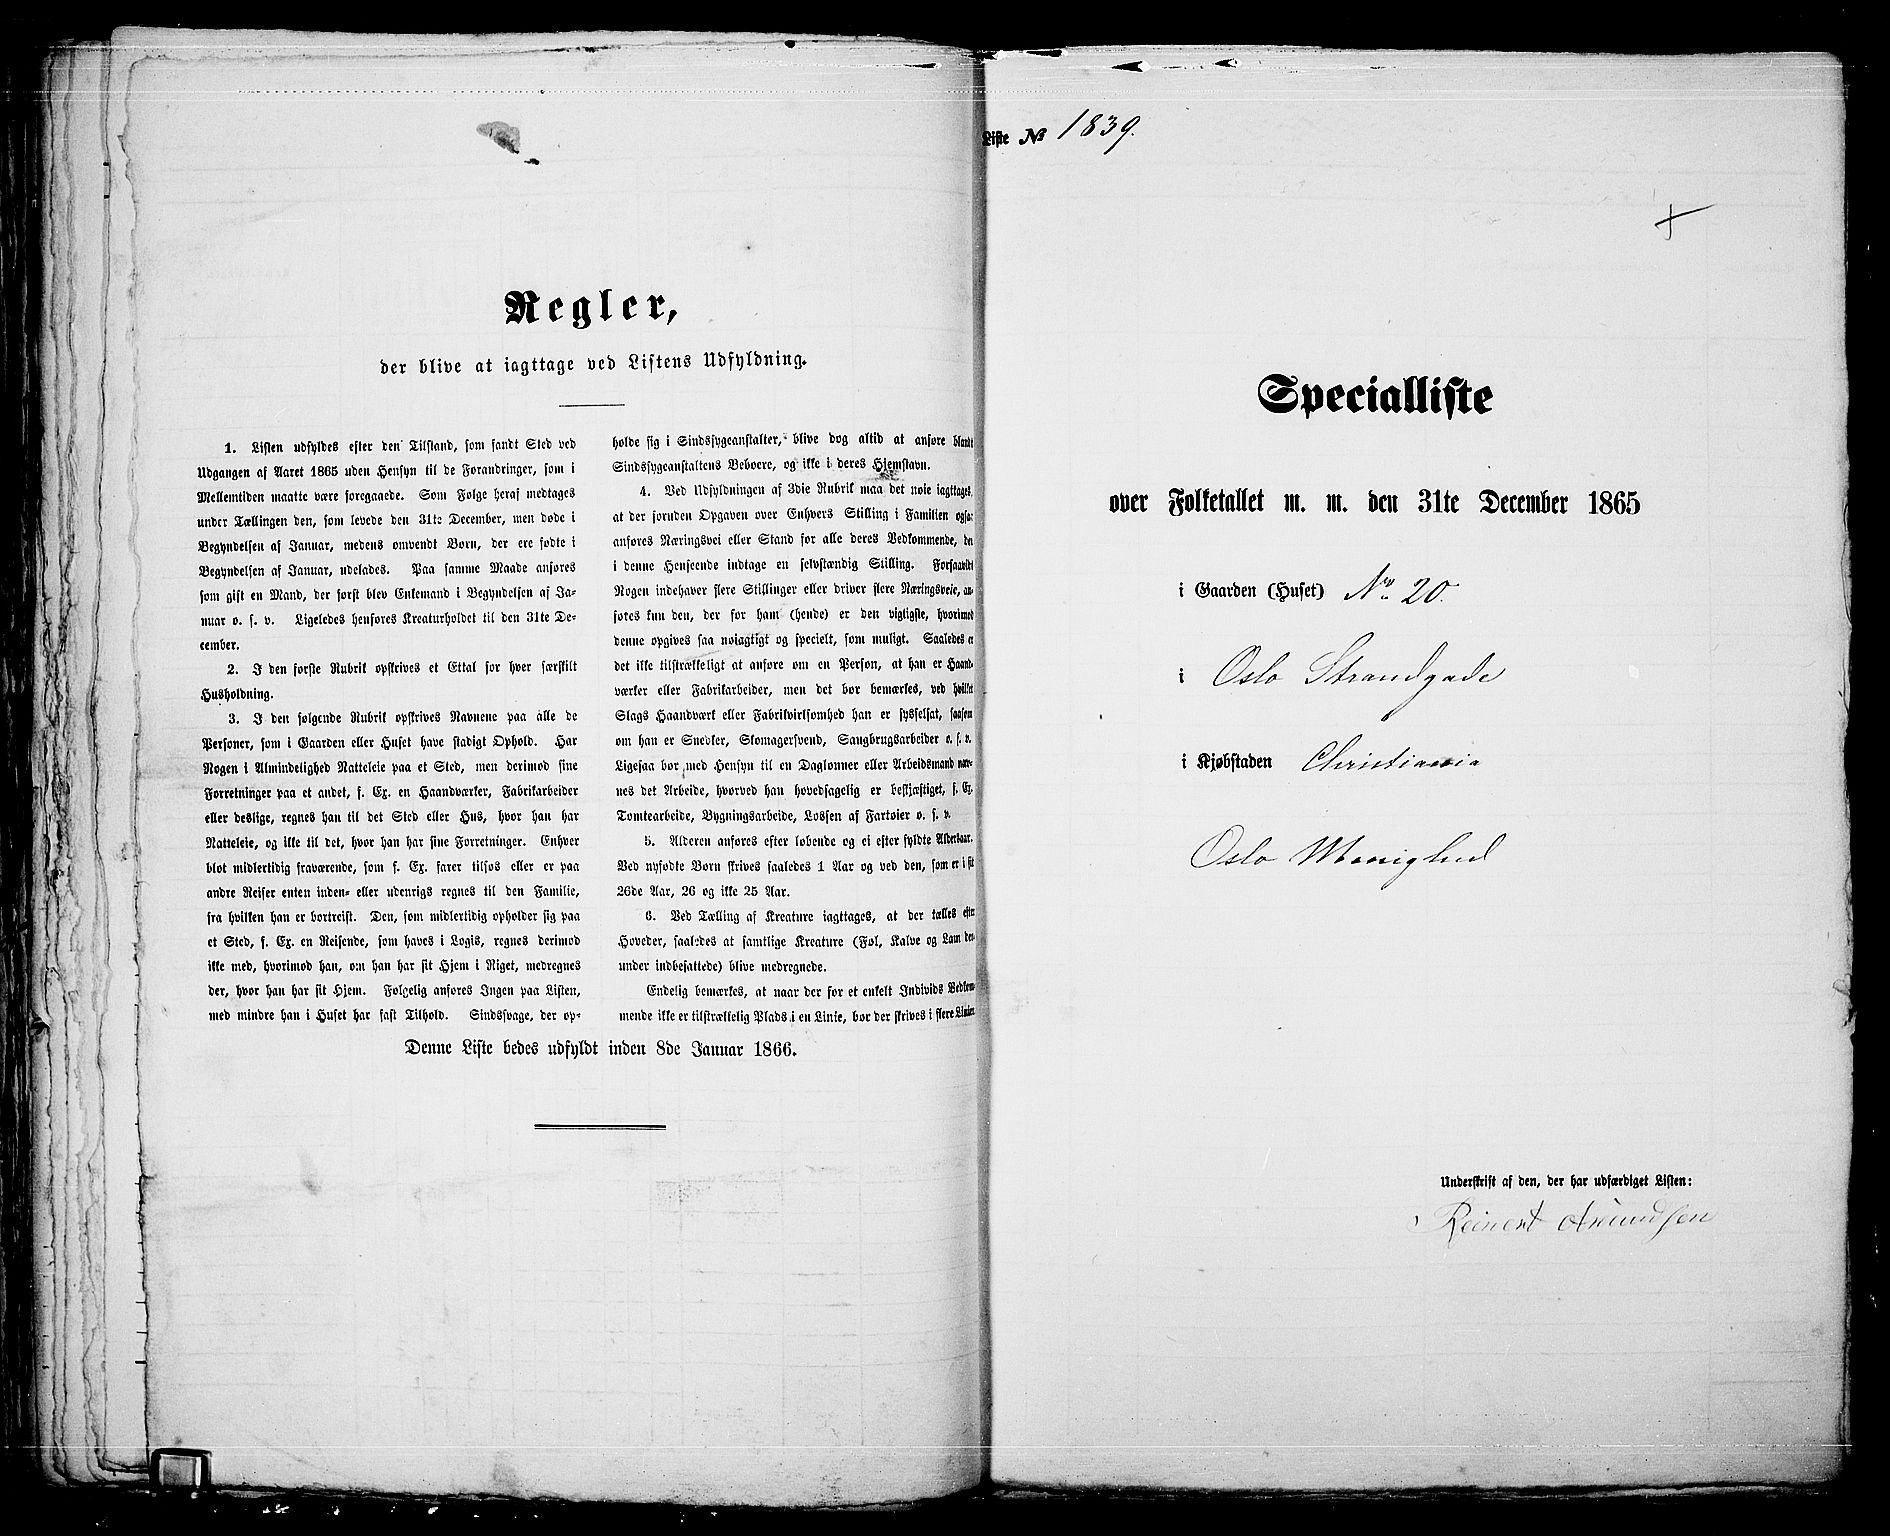 Regler,
der blive at iagttage ved Listens Udfyldning.
1. Listen udfyldes efter den Tilstand, som fandt Sted ved
Udgangen af Aaret 1865 uden Hensyn til de Forandringer, som i
Mellemtiden maatte være foregaaede. Som Følge heraf medtages
under Tællingen den, som levede den 31te December, men døde i
Begyndelsen af Januar, medens omvendt Børn, der ere fødte i
Begyndelsen af Januar, udelades. Paa samme Maade anføres
som gift en Mand, der først blev Enkemand i Begyndelsen af Ja-
nuar o. s. v. Ligeledes henføres Kreaturholdet til den 31te De-
cember.
2. I den første Rubrik opskrives et Ettal for hver særskilt
Husholdning.
3. I den følgende Rubrik opskrives Navnene paa alle de
Personer, som i Gaarden eller Huset have stadigt Ophold. Har
Nogen i Almindelighed Natteleie paa et Sted, men derimod sine
Forretninger paa et andet, f. Ex. en Haandværker, Fabrikarbeider
eller deslige, regnes han til det Sted eller Hus, hvor han har
Natteleie, og ikke til det, hvor han har sine Forretninger. Enhver
blot midlertidig fraværende, som f. Ex. farer tilsøs eller er paa
andre Reiser enten inden- eller udenrigs regnes til den Familie,
fra hvilken han er bortreist. Den, som midlertidig opholder sig paa
et Sted, f. Ex. en Reisende, som haves i Logis, regnes derimod
ikke med, hvorimod han, om han har sit Hjem i Riget, medregnes
der, hvor han har sit Hjem. Følgelig anføres Ingen paa Listen,
med mindre han i Huset har fast Tilhold. Sindssvage, der op-
holde sig i Sindssygeanstalter, blive dog altid at anføre blandt
Sindssygeanstaltens Beboere, og ikke i deres Hjemstavn.
4. Ved Udfyldningen af 3die Rubrik maa det nøie iagttages,
at der foruden Opgaven over Enhvers Stilling i Familien ogsaa
anføres Næringsvei eller Stand for alle deres Vedkommende, der
i denne Henseende indtage en selvstændig Stilling. Forsaavidt
Nogen indehaver flere Stillinger eller driver flere Næringsveie, an-
føres kun den, der for ham (hende) er den vigtigste, hvorimod
denne opgives saa nøiagtigt og specielt, som muligt. Saaledes er
det ikke tilstrækkeligt at anføre om en Person, at han er Haand-
værker eller Fabrikarbeider, men det bør bemærkes, ved hvilket
Slags Haandværk eller Fabrikvirksomhed han er sysselsat, saasom
om han er Snedker, Skomagersvend, Saugbrugsarbeider o. s. v.
Ligesaa bør med Hensyn til en Daglønner eller Arbeidsmand næv-
nes det Arbeide, hvorved han hovedsagelig er beskjæftiget, f. Ex.
Tomtearbeide, Bygningsarbeide, Lossen af Fartøier o. s. v.
5. Alderen anføres efter løbende og ei efter fyldte Aldersaar.
Ved nyfødte Børn skrives saaledes 1 Aar og ved den, som er i sit
26de Aar, 26 og ikke 25 Aar.
6. Ved Tælling af Kreature iagttages, at der tælles efter
Hoveder, saaledes at samtlige Kreature (Føl, Kalve og Lam der-
under indbefattede) blive medregnede.
Endelig bemærkes, at naar der for et enkelt Individs Vedkom-
mende ikke er tilstrækkelig Plads i en Linie, bør der skrives i flere Linier.
Denne Liste bedes udfyldt inden 8de Januar 1866.
Liste No 1839.
Specialliste
over Folketallet m. m. den 31te December 1865
i Gaarden (Huset) No 20.
i Oslo Strandgade
i Kjøbstaden Christiania
Oslo Menighed
Underskrift af den, der har udfærdiget Listen:
Reinert Amundsen